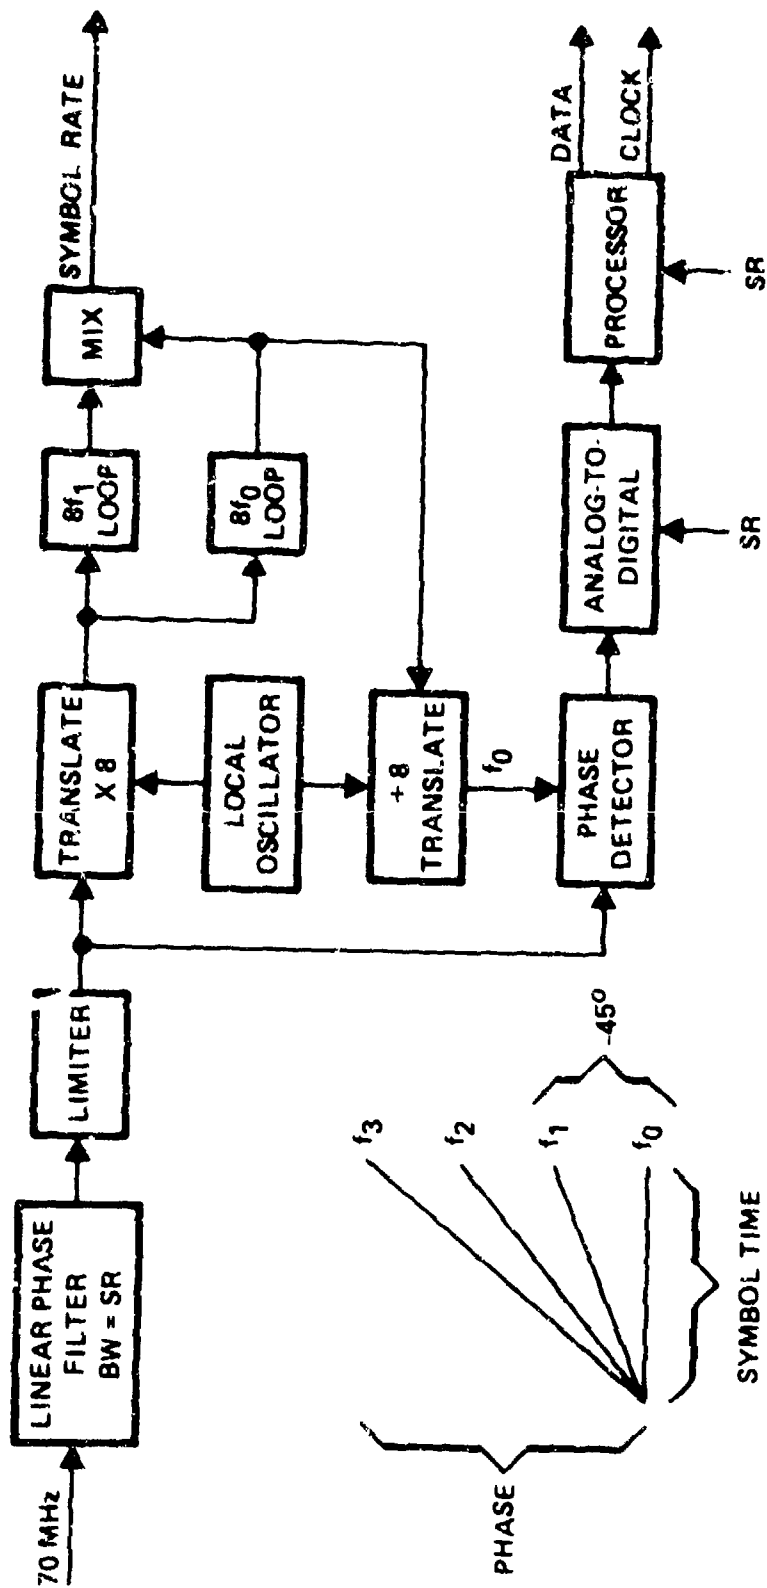 70 MHz
LINEAR PHASE
FILTER
BW = SR
LIMITER
TRANSLATE
X 8
8f1
LOOP
MIX
SYMBOL RATE
LOCAL
OSCILLATOR
8f0
LOOP
÷ 8
TRANSLATE
f0
PHASE
DETECTOR
ANALOG-TO-
DIGITAL
SR
PROCESSOR
SR
DATA
CLOCK
PHASE
f3
f2
f1
f0
45°
SYMBOL TIME